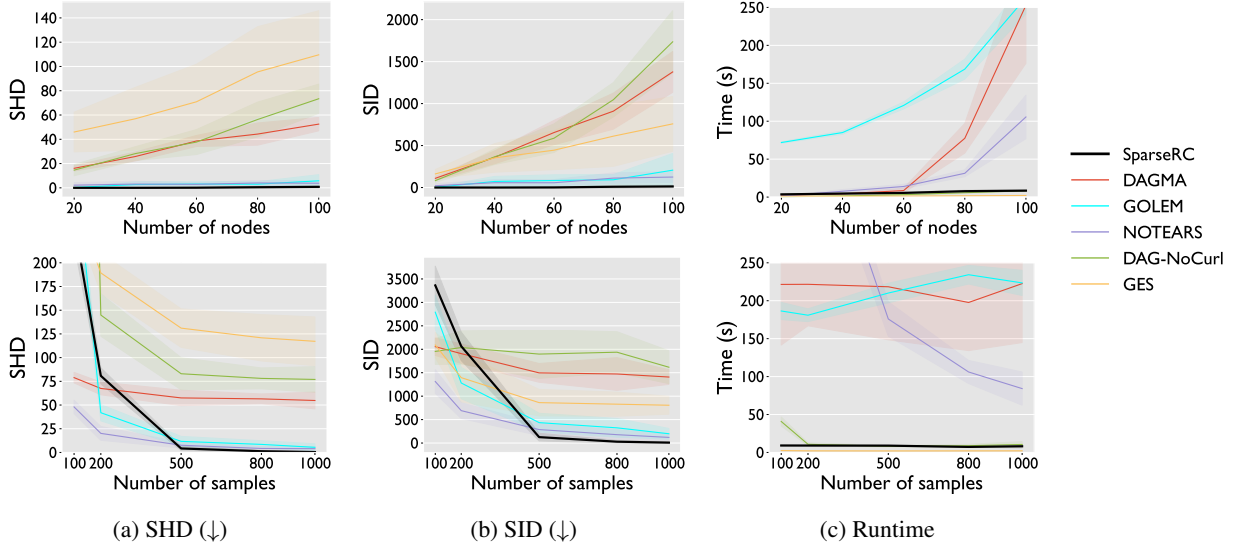 SHD
140
120
100
80
60
40
20
0
20 40 60 80 100
Number of nodes
SID
2000
1500
1000
500
0
20 40 60 80 100
Number of nodes
Time (s)
250
200
150
100
50
0
20 40 60 80 100
Number of nodes
SparseRC
DAGMA
GOLEM
NOTEARS
DAG-NoCurl
GES
SHD
200
175
150
125
100
75
50
25
0
100 200 500 800 1000
Number of samples
SID
3500
3000
2500
2000
1500
1000
500
0
100 200 500 800 1000
Number of samples
Time (s)
250
200
150
100
50
0
100 200 500 800 1000
Number of samples
(a) SHD (↓)
(b) SID (↓)
(c) Runtime